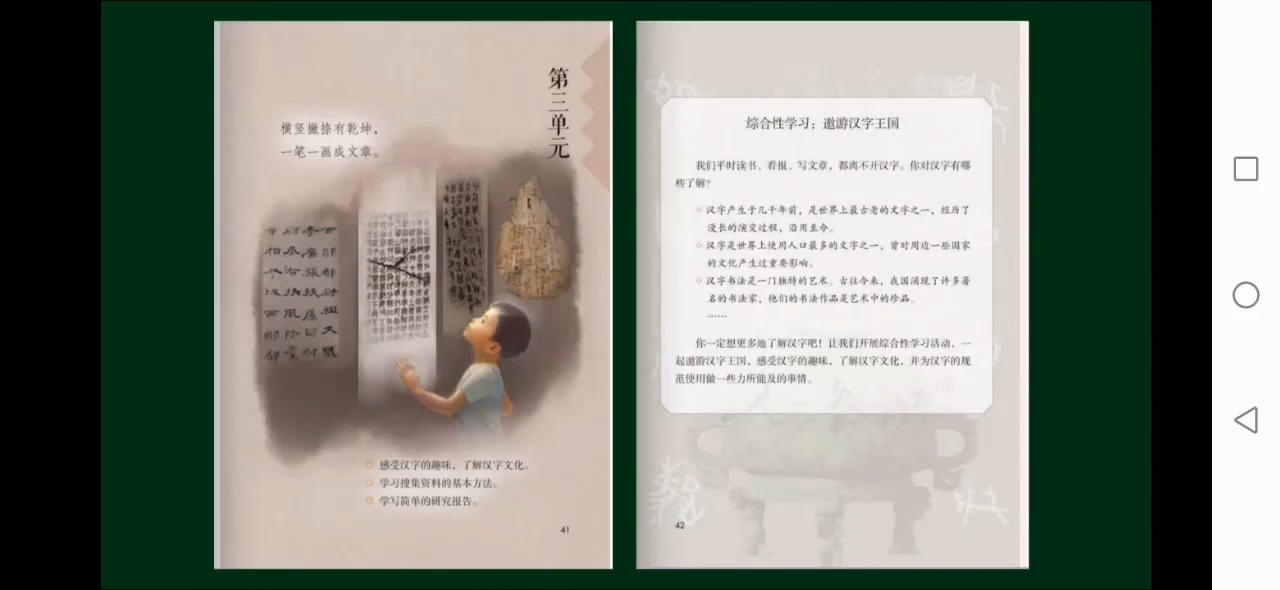 第三单元
横竖撇捺有乾坤，
一笔一画成文章。
感受汉字的趣味，了解汉字文化。
学习搜集资料的基本方法。
学写简单的研究报告。
41
综合性学习：遨游汉字王国
我们平时读书、看报、写文章，都离不开汉字。你对汉字有哪
些了解？
汉字产生于几千年前，是世界上最古老的文字之一，经历了
漫长的演变过程，沿用至今。
汉字是世界上使用人口最多的文字之一，曾对周边一些国家
的文化产生过重要影响。
汉字书法是一门独特的艺术。古往今来，我国涌现了许多著
名的书法家，他们的书法作品是艺术中的珍品。
……
你一定想更多地了解汉字吧！让我们开展综合性学习活动，一
起遨游汉字王国，感受汉字的趣味，了解汉字文化，并为汉字的规
范使用做一些力所能及的事情。
42